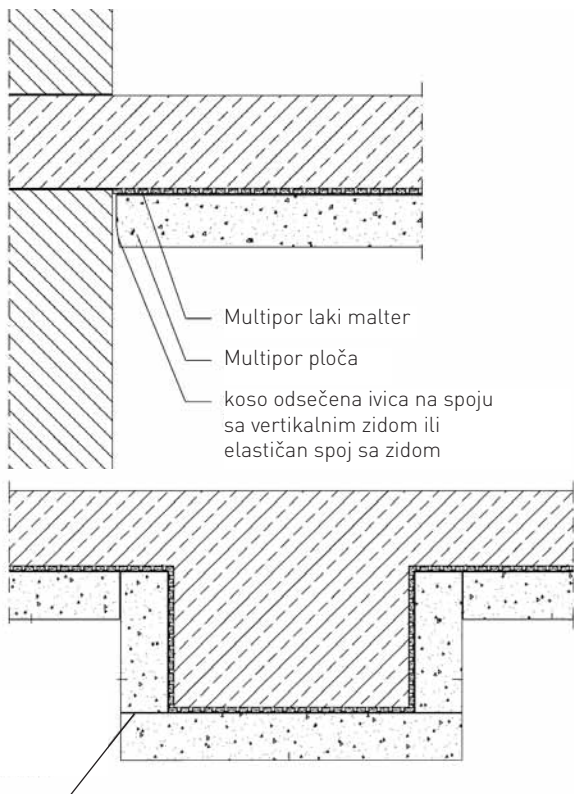 Multipor laki malter
Multipor ploča
koso odsečena ivica na spoju
sa vertikalnim zidom ili
elastičan spoj sa zidom